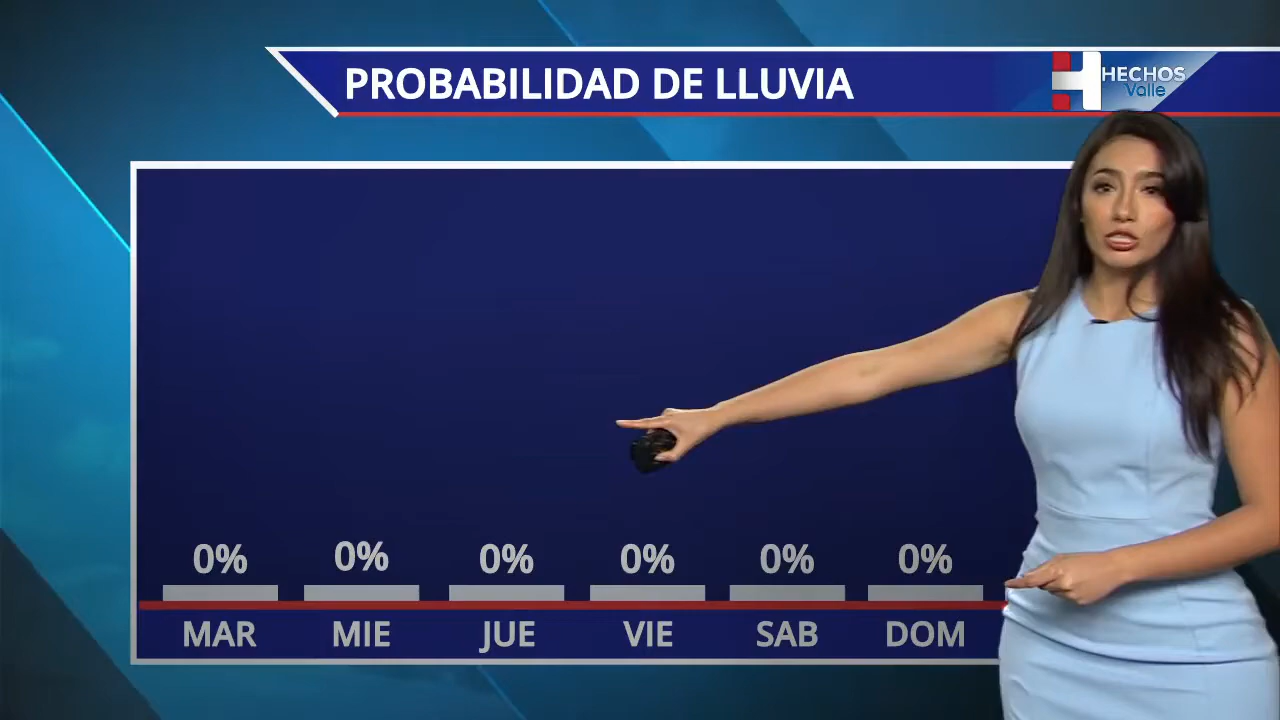 PROBABILIDAD DE LLUVIA
HECHOS
Valle
0% 0% 0% 0% 0% 0%
MAR MIE JUE VIE SAB DOM